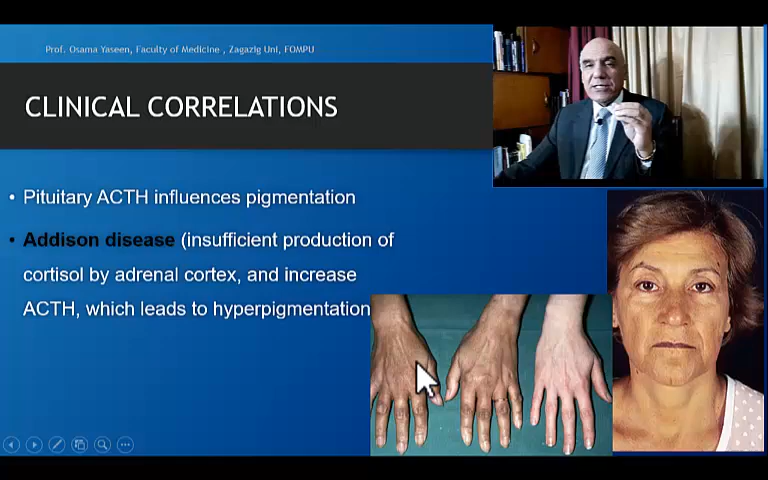 Prof. Osama Yaseen, Faculty of Medicine , Zagazig Uni, FOMPU
CLINICAL CORRELATIONS
• Pituitary ACTH influences pigmentation
• Addison disease (insufficient production of
cortisol by adrenal cortex, and increase
ACTH, which leads to hyperpigmentation